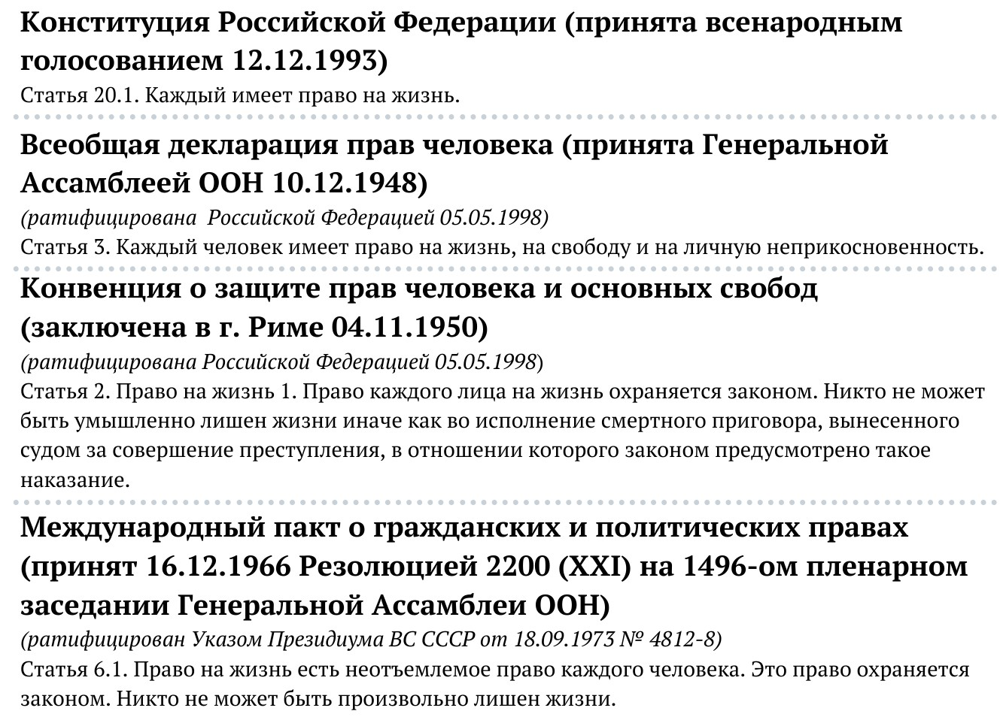 Конституция Российской Федерации (принята всенародным
голосованием 12.12.1993)
Статья 20.1. Каждый имеет право на жизнь.
Всеобщая декларация прав человека (принята Генеральной
Ассамблеей ООН 10.12.1948)
(ратифицирована  Российской Федерацией 05.05.1998)
Статья 3. Каждый человек имеет право на жизнь, на свободу и на личную неприкосновенность.
Конвенция о защите прав человека и основных свобод
(заключена в г. Риме 04.11.1950)
(ратифицирована Российской Федерацией 05.05.1998)
Статья 2. Право на жизнь 1. Право каждого лица на жизнь охраняется законом. Никто не может
быть умышленно лишен жизни иначе как во исполнение смертного приговора, вынесенного
судом за совершение преступления, в отношении которого законом предусмотрено такое
наказание.
Международный пакт о гражданских и политических правах
(принят 16.12.1966 Резолюцией 2200 (XXI) на 1496-ом пленарном
заседании Генеральной Ассамблеи ООН)
(ратифицирован Указом Президиума ВС СССР от 18.09.1973 № 4812-8)
Статья 6.1. Право на жизнь есть неотъемлемое право каждого человека. Это право охраняется
законом. Никто не может быть произвольно лишен жизни.